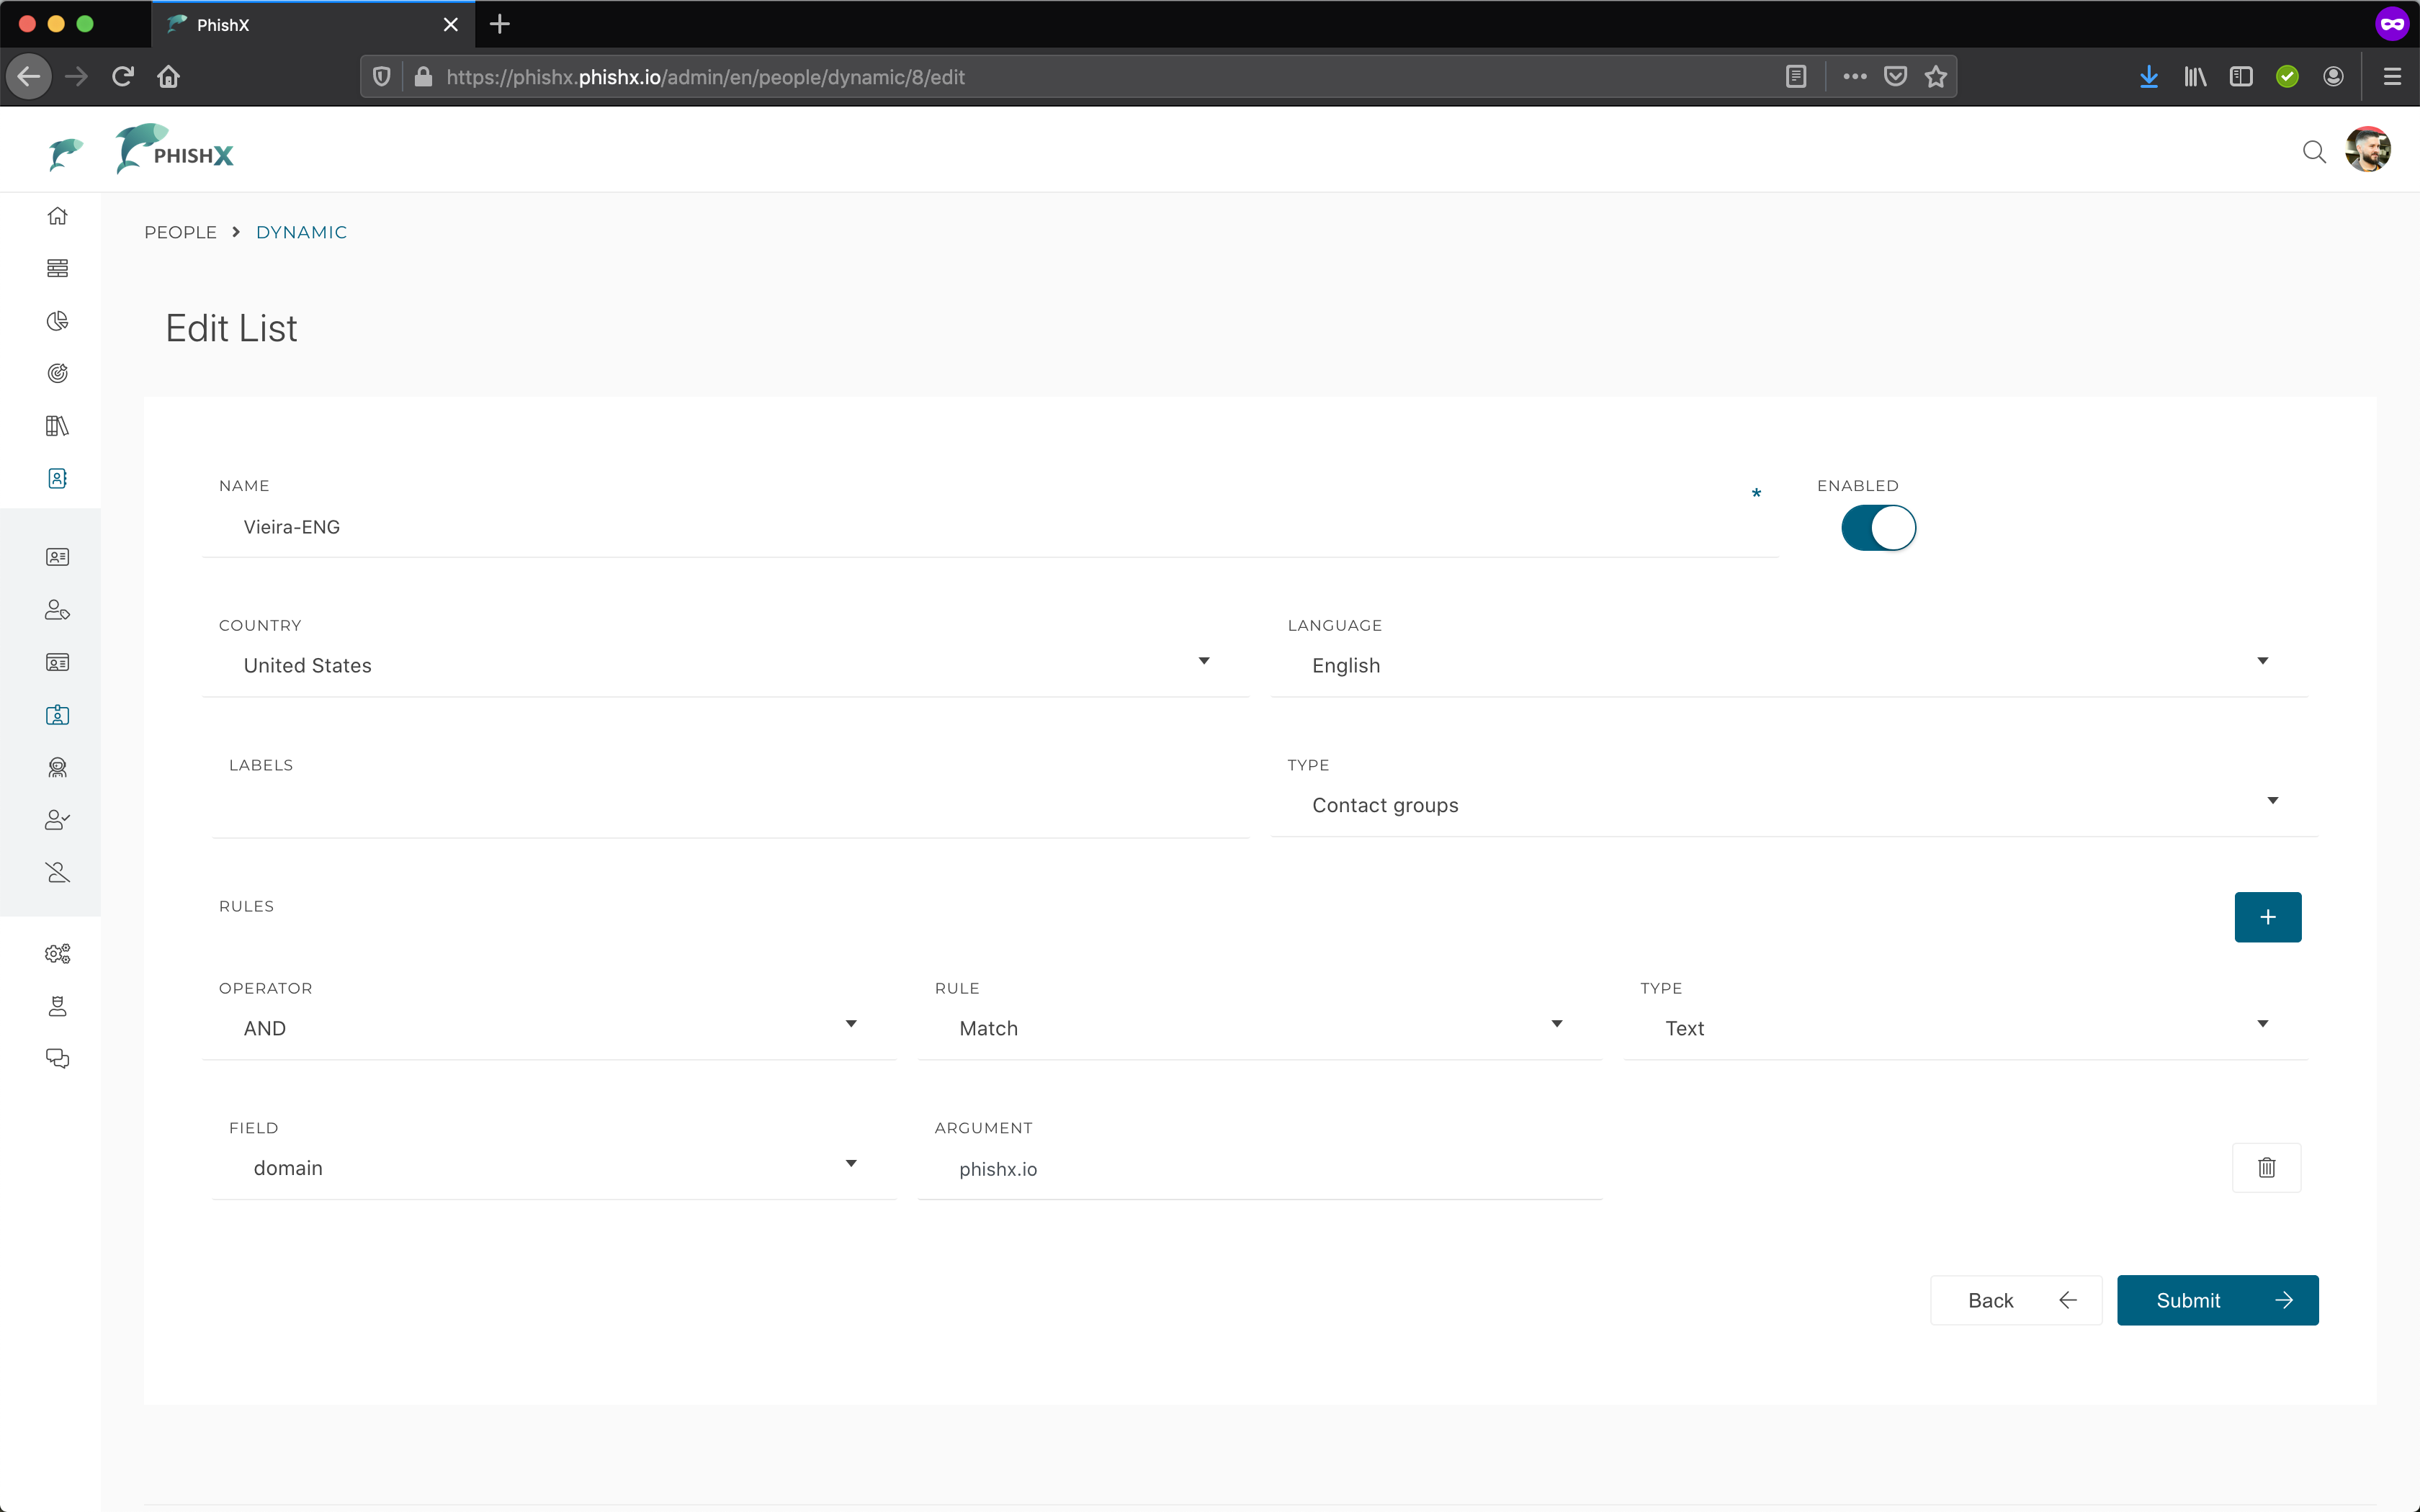 PhishX
https://phishx.phishx.io/admin/en/people/dynamic/8/edit
PHISHX
PEOPLE > DYNAMIC
Edit List
NAME * ENABLED
Vieira-ENG
COUNTRY LANGUAGE
United States English
LABELS TYPE
Contact groups
RULES
OPERATOR RULE TYPE
AND Match Text
FIELD ARGUMENT
domain phishx.io
Back Submit